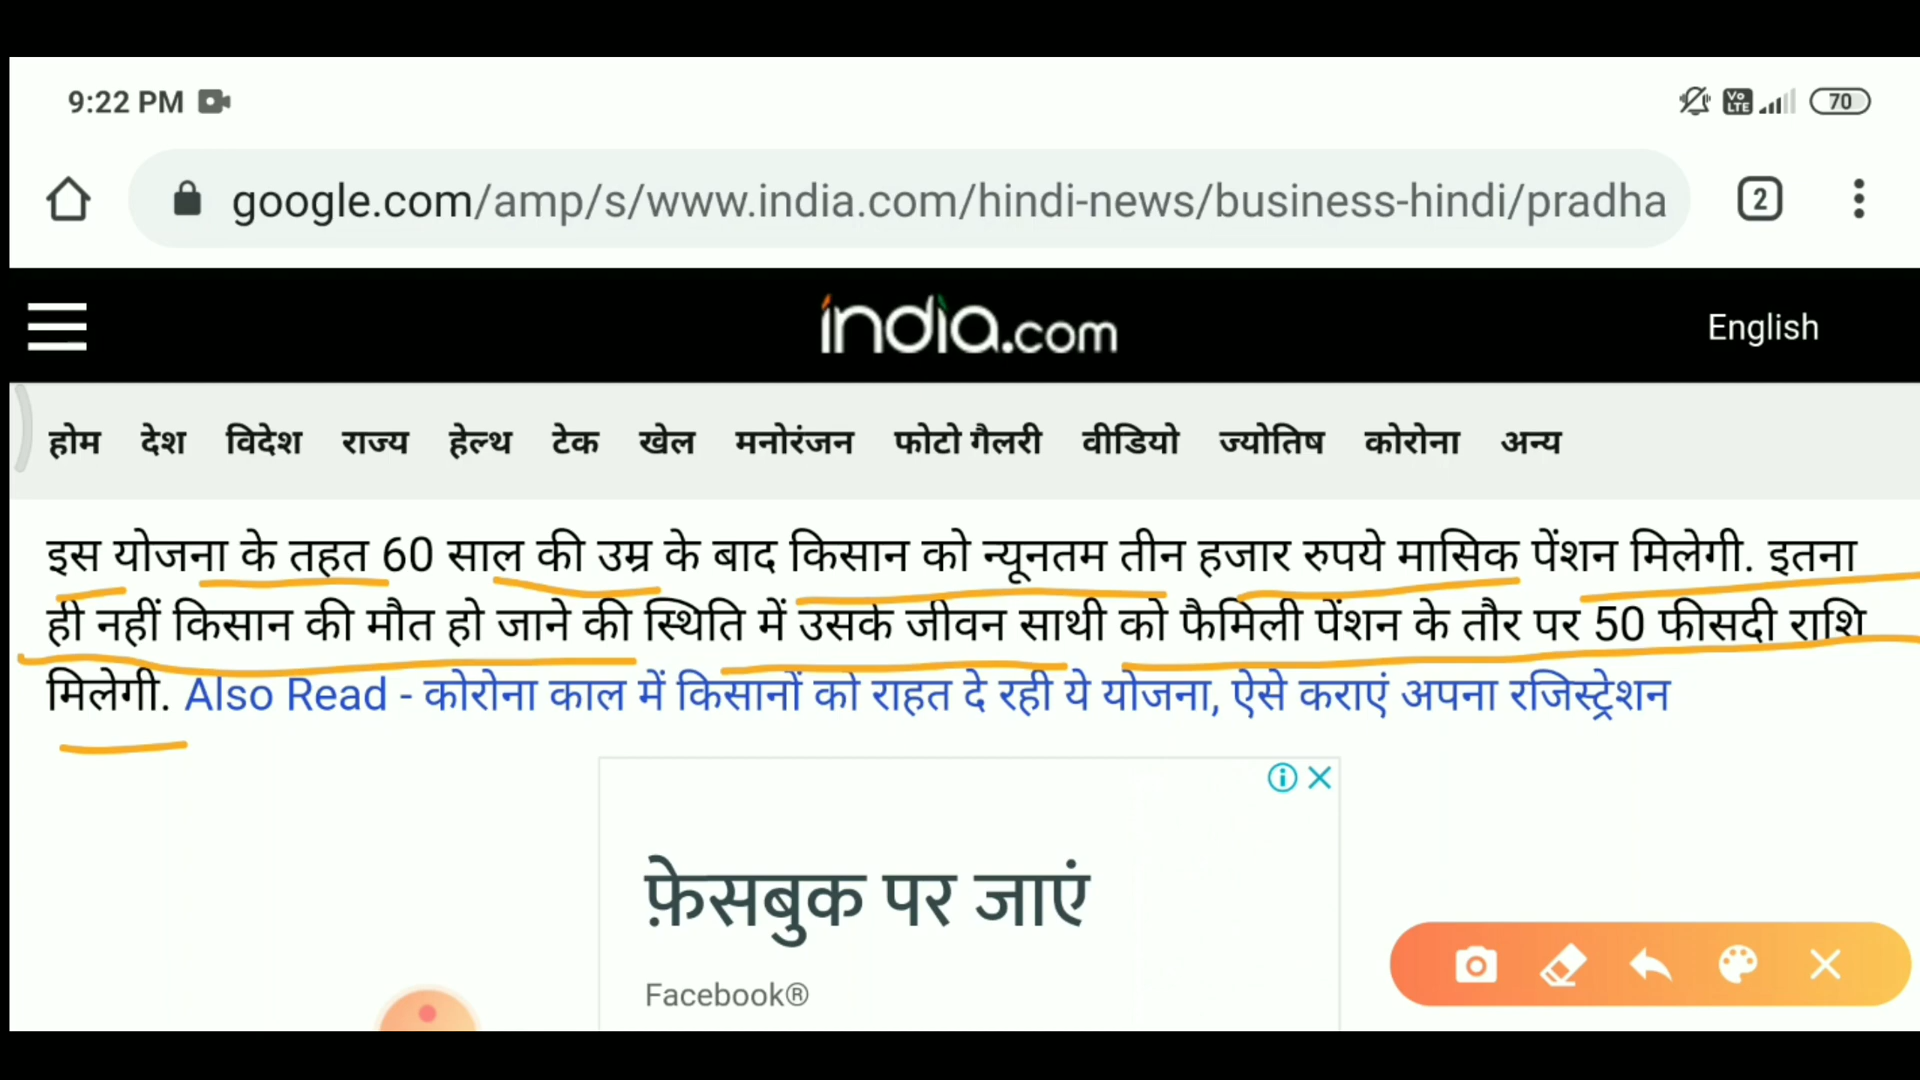 9:22 PM
Vo LTE
70
google.com/amp/s/www.india.com/hindi-news/business-hindi/pradha
2
india.com
English
होम देश विदेश राज्य हेल्थ टेक खेल मनोरंजन फोटो गैलरी वीडियो ज्योतिष कोरोना अन्य
इस योजना के तहत 60 साल की उम्र के बाद किसान को न्यूनतम तीन हजार रुपये मासिक पेंशन मिलेगी. इतना
ही नहीं किसान की मौत हो जाने की स्थिति में उसके जीवन साथी को फैमिली पेंशन के तौर पर 50 फीसदी राशि
मिलेगी. Also Read - कोरोना काल में किसानों को राहत दे रही ये योजना, ऐसे कराएं अपना रजिस्ट्रेशन
फ़ेसबुक पर जाएं
Facebook®